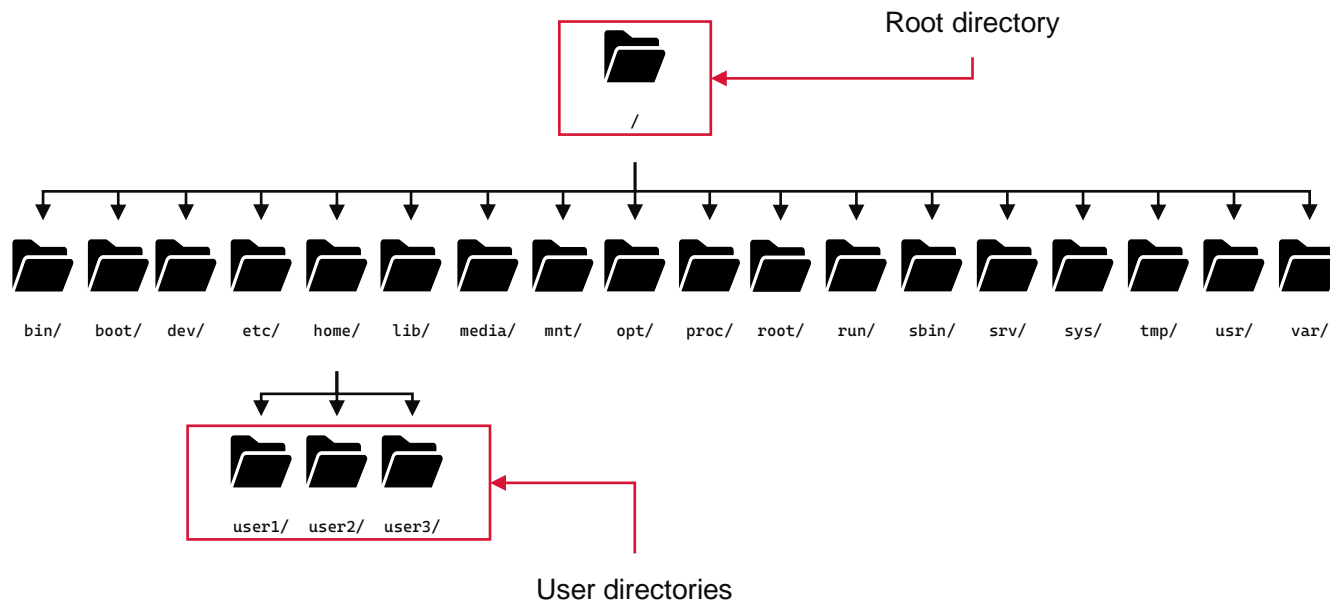 Root directory
/
bin/ boot/ dev/ etc/ home/ lib/ media/ mnt/ opt/ proc/ root/ run/ sbin/ srv/ sys/ tmp/ usr/ var/
user1/ user2/ user3/
User directories